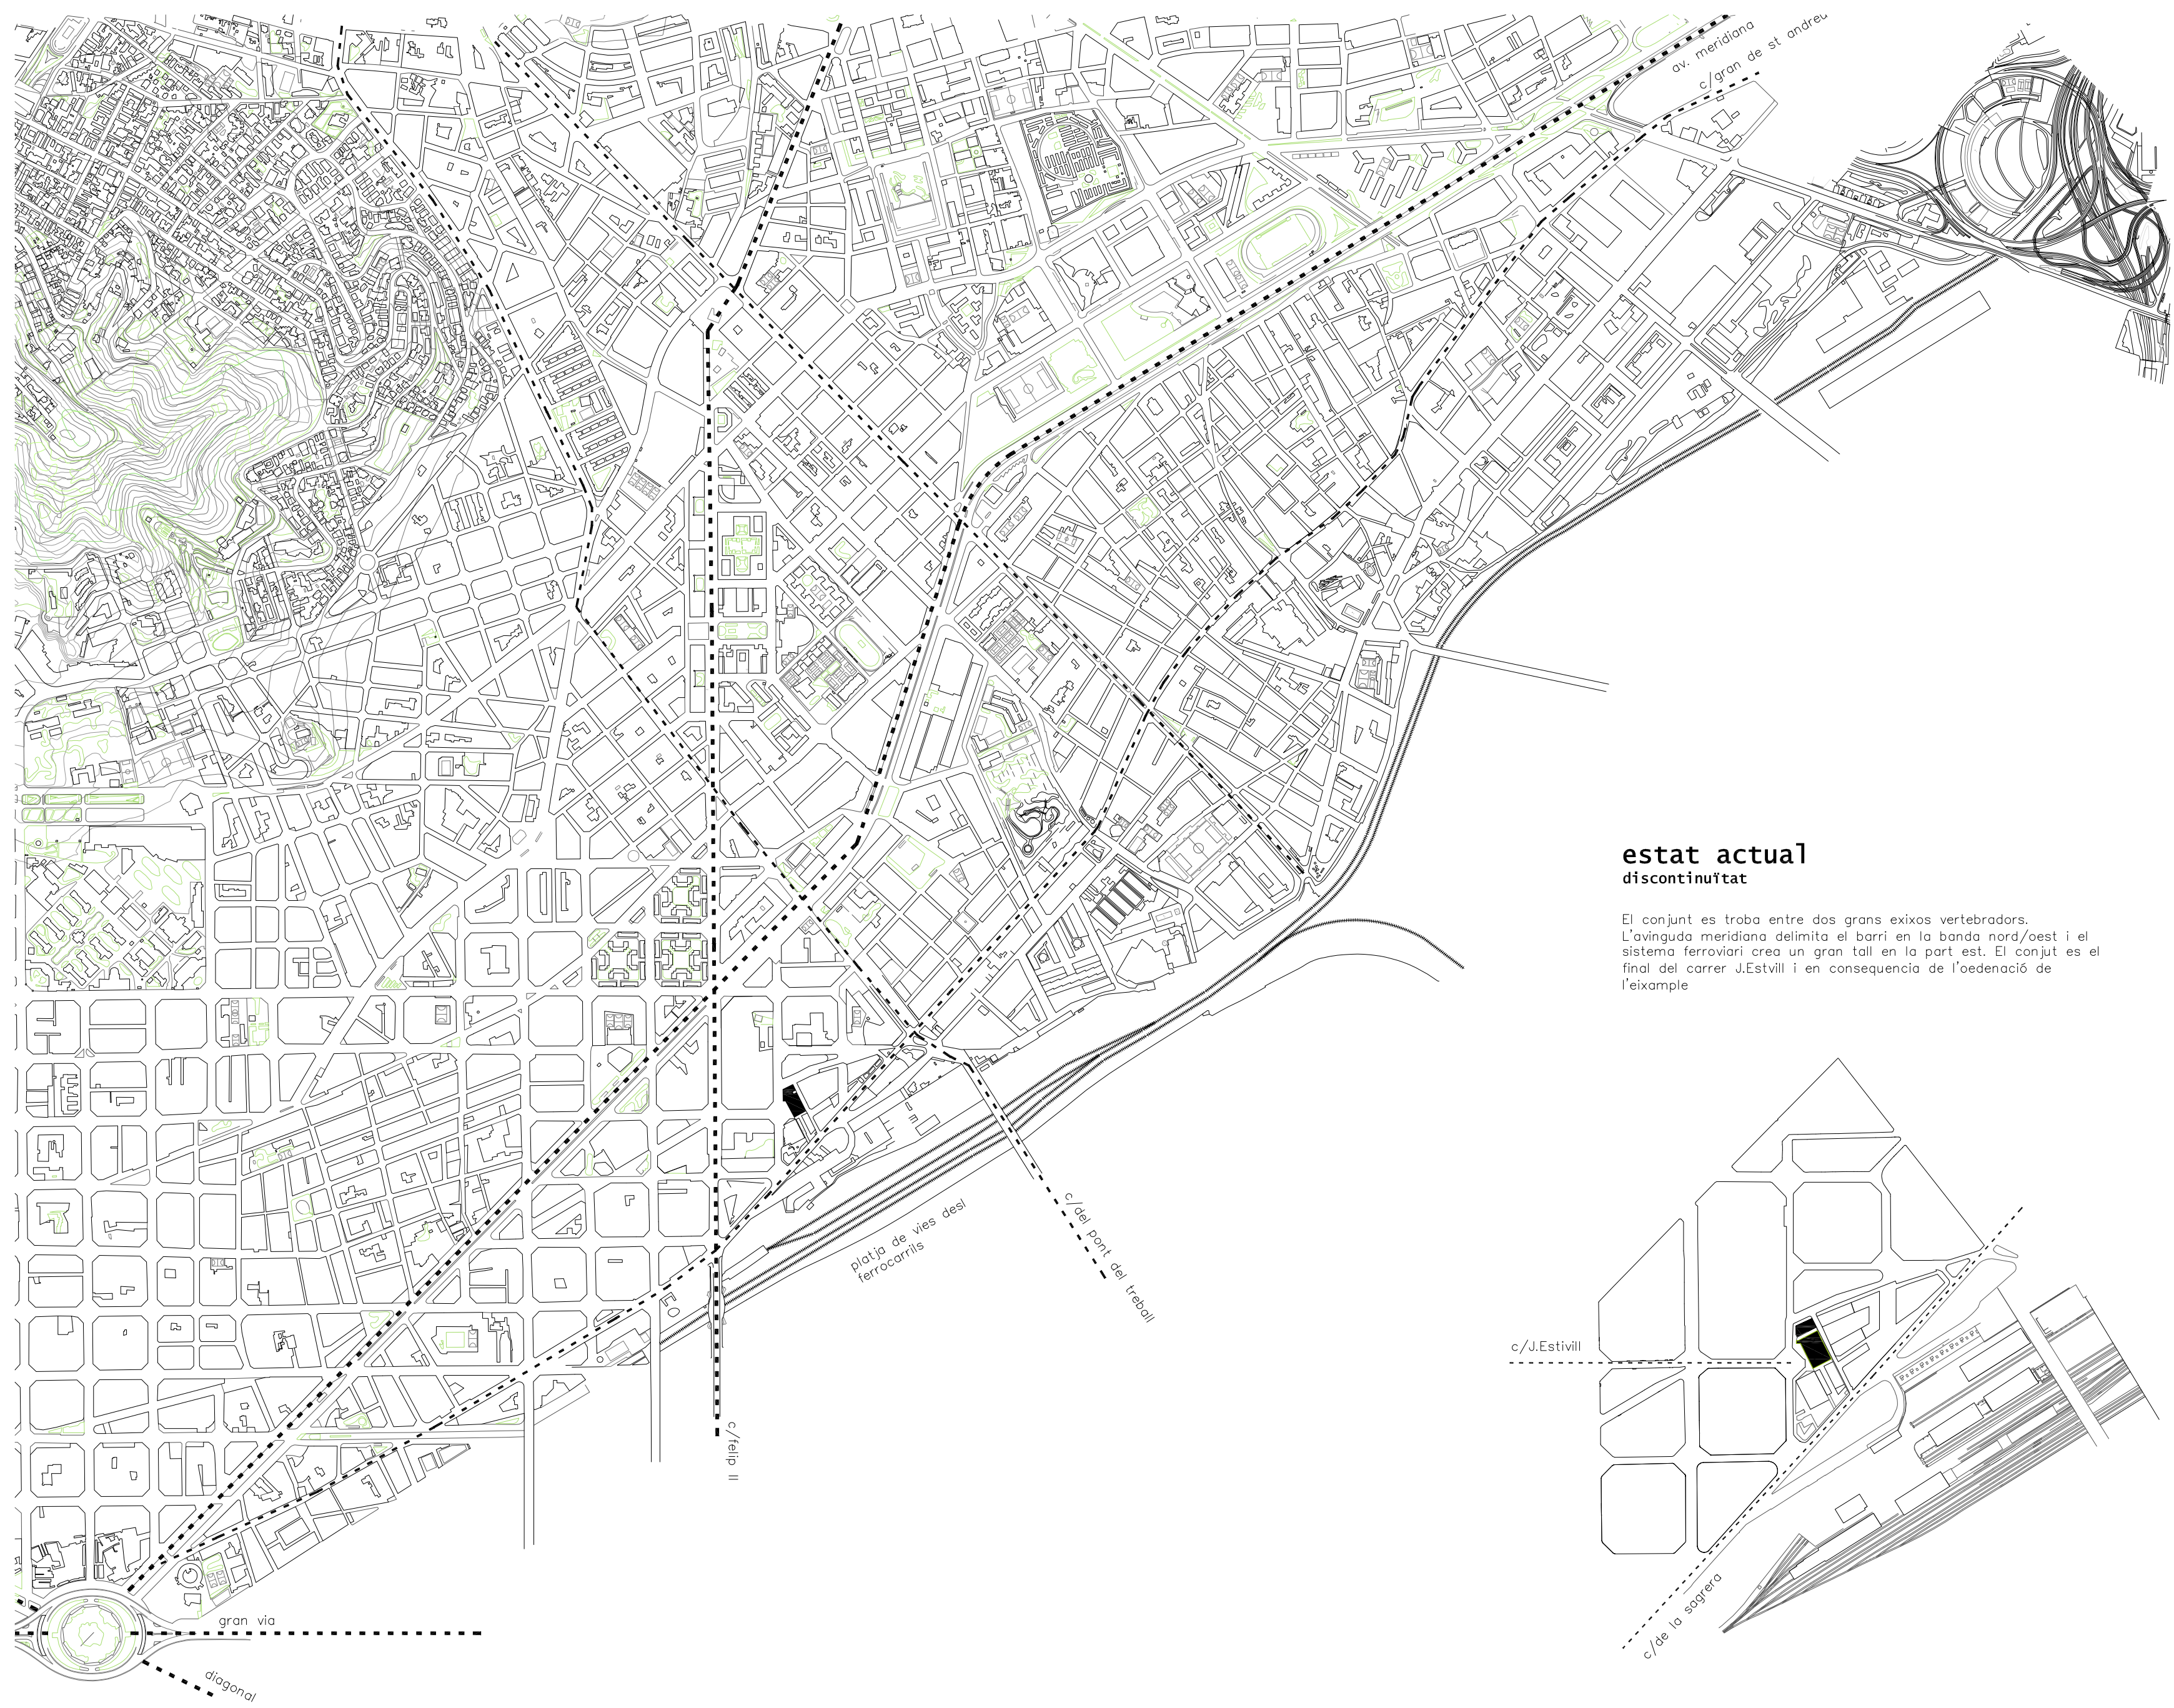 av. meridiana
c/gran de st andreu
estat actual
discontinuïtat
El conjunt es troba entre dos grans exixos vertebradors.
L'avinguda meridiana delimita el barri en la banda nord/oest i el
sistema ferroviari crea un gran tall en la part est. El conjut es el
final del carrer J.Estvill i en consequencia de l'oedenació de
l'eixample
platja de vies desl
ferrocarrils
c/del pont del treball
c/J.Estivill
c/felip II
c/de la sagrera
gran via
diagonal